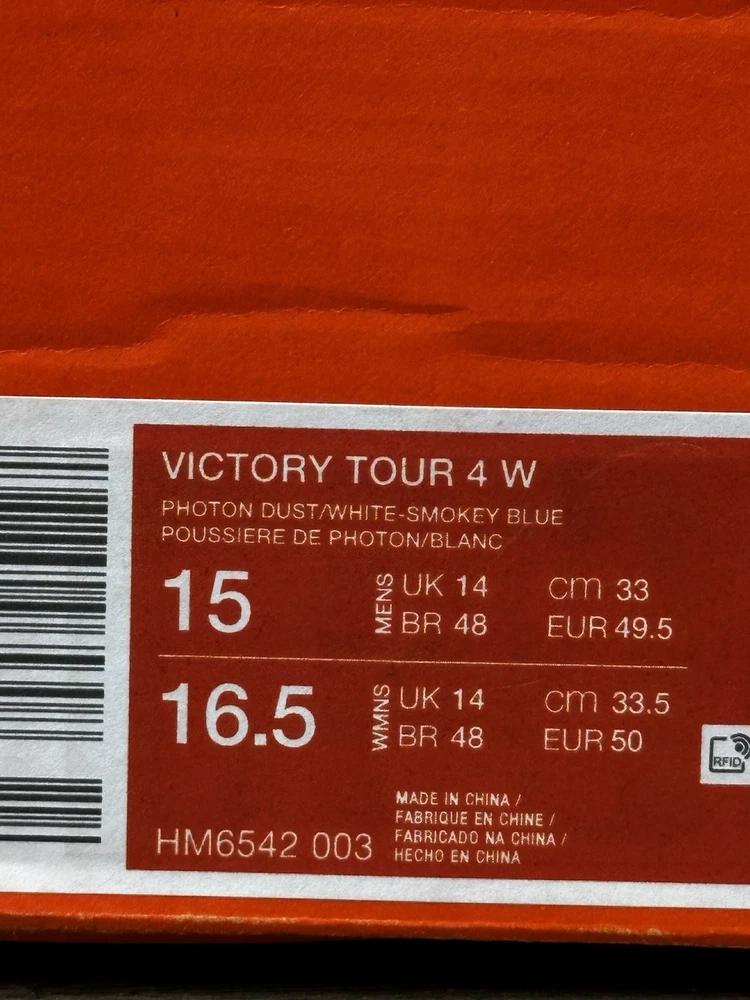 VICTORY TOUR 4 W
PHOTON DUST/WHITE-SMOKEY BLUE
POUSSIERE DE PHOTON/BLANC
15 MENS UK 14 cm 33
BR 48 EUR 49.5
16.5 WMNS UK 14 cm 33.5
BR 48 EUR 50
RFID
HM6542 003
MADE IN CHINA /
FABRIQUE EN CHINE /
FABRICADO NA CHINA /
HECHO EN CHINA